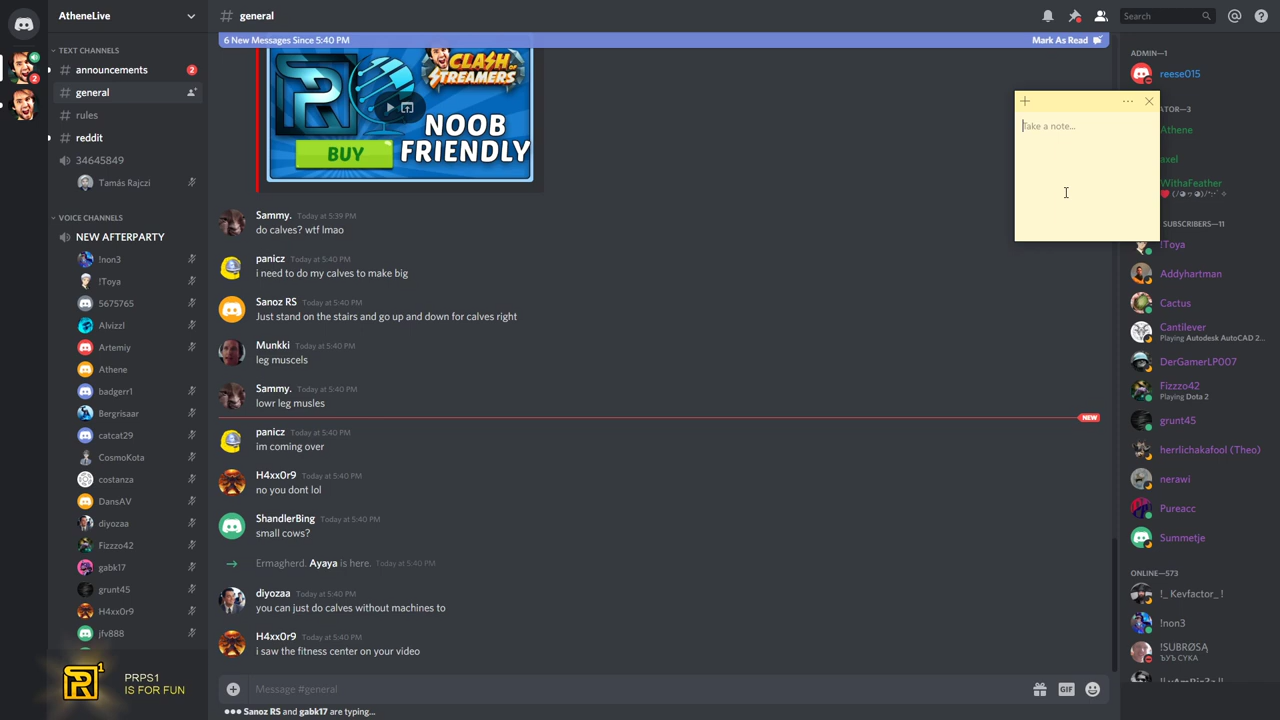 AtheneLive
TEXT CHANNELS
announcements 2
general
rules
reddit
34645849
Tamás Rajczi
VOICE CHANNELS
NEW AFTERPARTY
!non3
!Toya
5675765
Alvizzl
Artemiy
Athene
badgerr1
Bergrisaar
catcat29
CosmoKota
costanza
DansAV
diyozaa
Fizzzo42
gabk17
grunt45
H4xx0r9
jfv888
PRPS1
IS FOR FUN
2
# general
Search
6 New Messages Since 5:40 PM Mark As Read
CLASH OF STREAMERS
NOOB
FRIENDLY
BUY
Sammy. Today at 5:39 PM
do calves? wtf lmao
panicz Today at 5:40 PM
i need to do my calves to make big
Sanoz RS Today at 5:40 PM
Just stand on the stairs and go up and down for calves right
Munkki Today at 5:40 PM
leg muscels
Sammy. Today at 5:40 PM
lowr leg musles
NEW
panicz Today at 5:40 PM
im coming over
H4xx0r9 Today at 5:40 PM
no you dont lol
ShandlerBing Today at 5:40 PM
small cows?
Ermagherd. Ayaya is here. Today at 5:40 PM
diyozaa Today at 5:40 PM
you can just do calves without machines to
H4xx0r9 Today at 5:40 PM
i saw the fitness center on your video
Message #general
GIF
Sanoz RS and gabk17 are typing...
Take a note...
ADMIN—1
reese015
ATOR—3
Athene
axel
WithaFeather
SUBSCRIBERS—11
!Toya
Addyhartman
Cactus
Cantilever
Playing Autodesk AutoCAD 2...
DerGamerLP007
Fizzzo42
Playing Dota 2
grunt45
herrlichakafool (Theo)
nerawi
Pureacc
Summetje
ONLINE—573
!_ Kevfactor_ !
!non3
!SUBRØSĄ
ЪУЪ СУКА